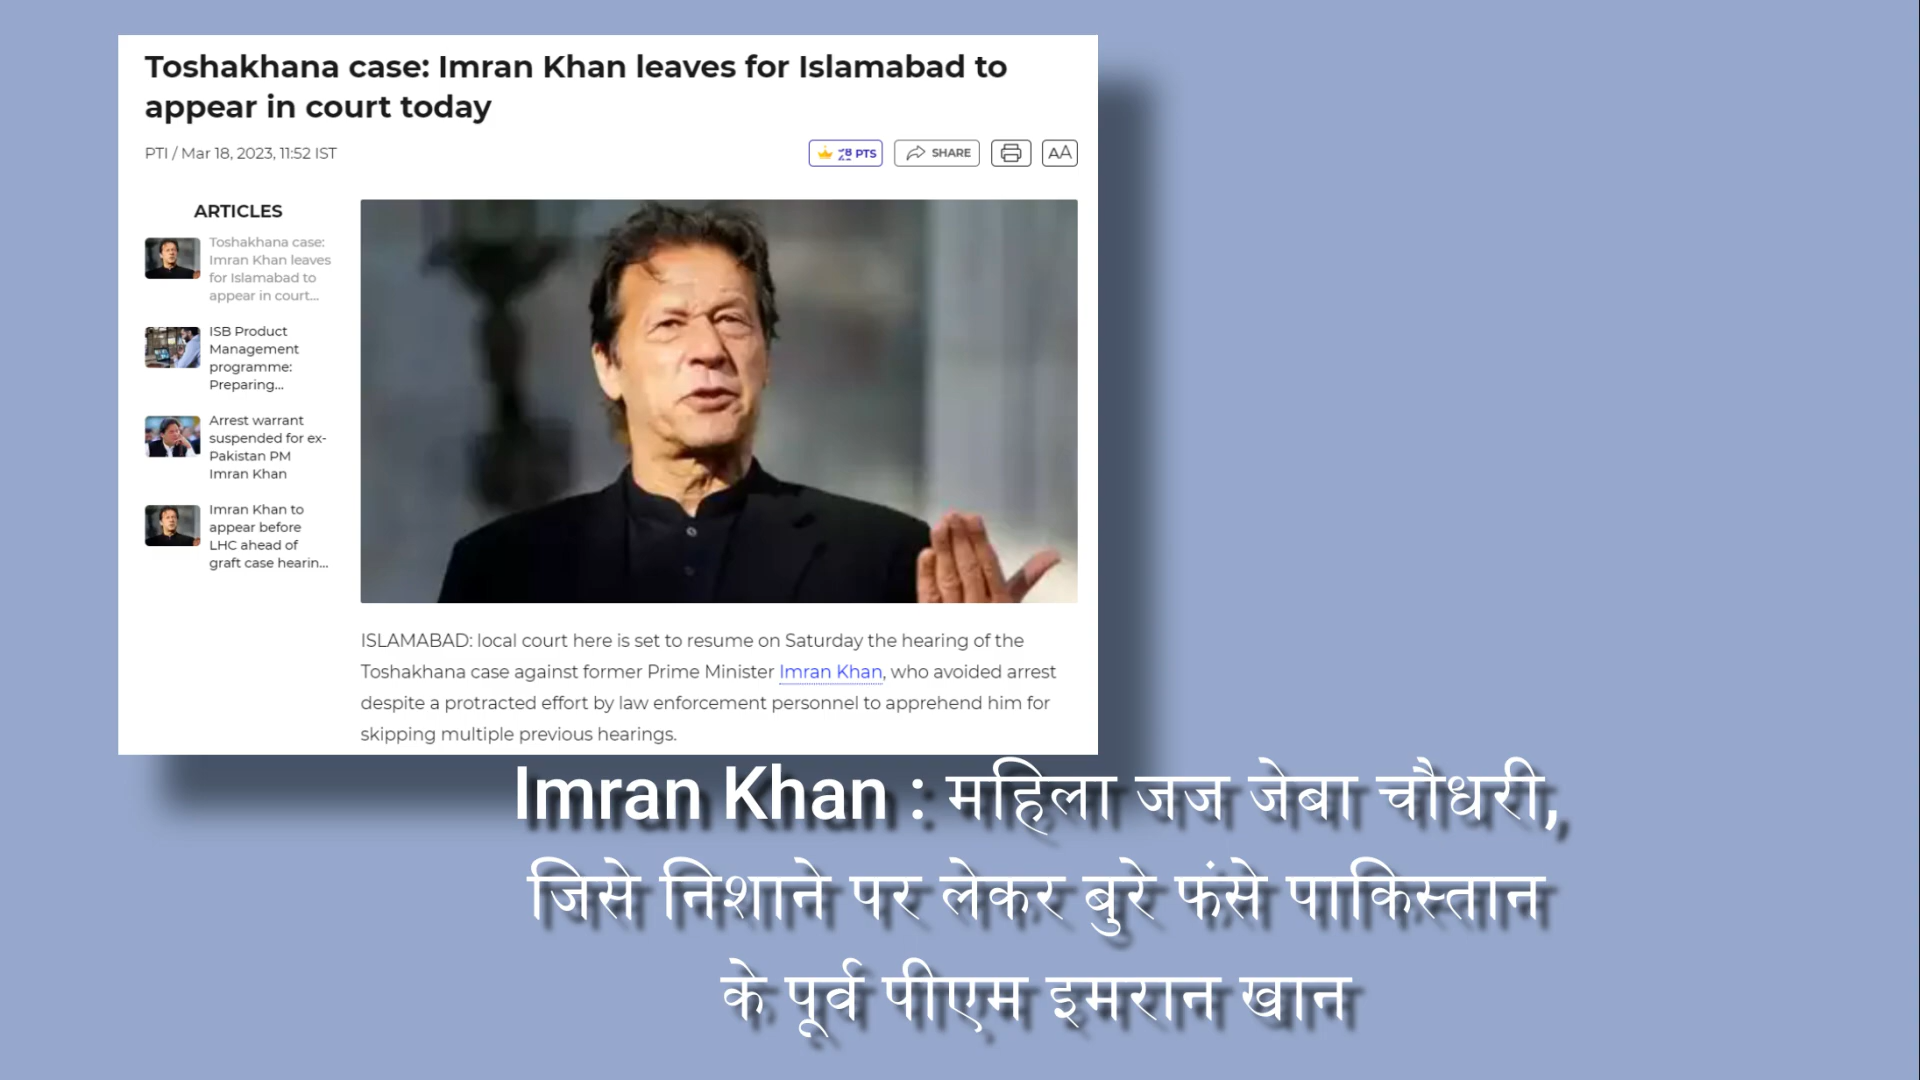 Toshakhana case: Imran Khan leaves for Islamabad to
appear in court today
PTI / Mar 18, 2023, 11:52 IST
PTS
SHARE
AA
ARTICLES
Toshakhana case:
Imran Khan leaves
for Islamabad to
appear in court...
ISB Product
Management
programme:
Preparing...
Arrest warrant
suspended for ex-
Pakistan PM
Imran Khan
Imran Khan to
appear before
LHC ahead of
graft case hearin...
ISLAMABAD: local court here is set to resume on Saturday the hearing of the
Toshakhana case against former Prime Minister Imran Khan, who avoided arrest
despite a protracted effort by law enforcement personnel to apprehend him for
skipping multiple previous hearings.
Imran Khan : महिला जज जेबा चौधरी,
जिसे निशाने पर लेकर बुरे फंसे पाकिस्तान
के पूर्व पीएम इमरान खान